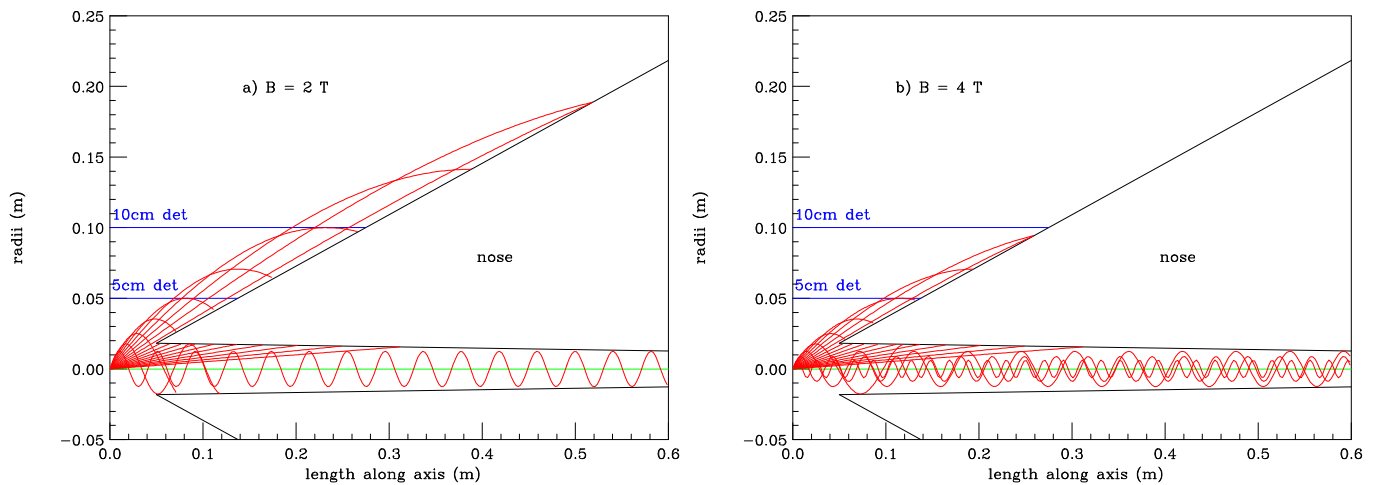 0.25
0.20
0.15
0.10
0.05
0.00
−0.05
radii (m)
a) B = 2 T
10cm det
5cm det
nose
0.0 0.1 0.2 0.3 0.4 0.5 0.6
length along axis (m)
0.25
0.20
0.15
0.10
0.05
0.00
−0.05
radii (m)
b) B = 4 T
10cm det
5cm det
nose
0.0 0.1 0.2 0.3 0.4 0.5 0.6
length along axis (m)